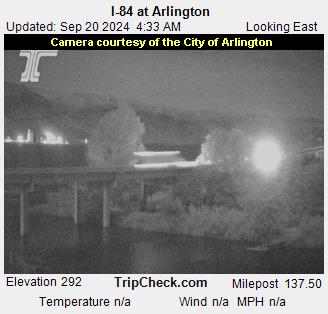 I-84 at Arlington
Updated: Sep 20 2024 4:33 AM Looking East
Camera courtesy of the City of Arlington
Elevation 292 TripCheck.com Milepost 137.50
Temperature n/a Wind n/a MPH n/a